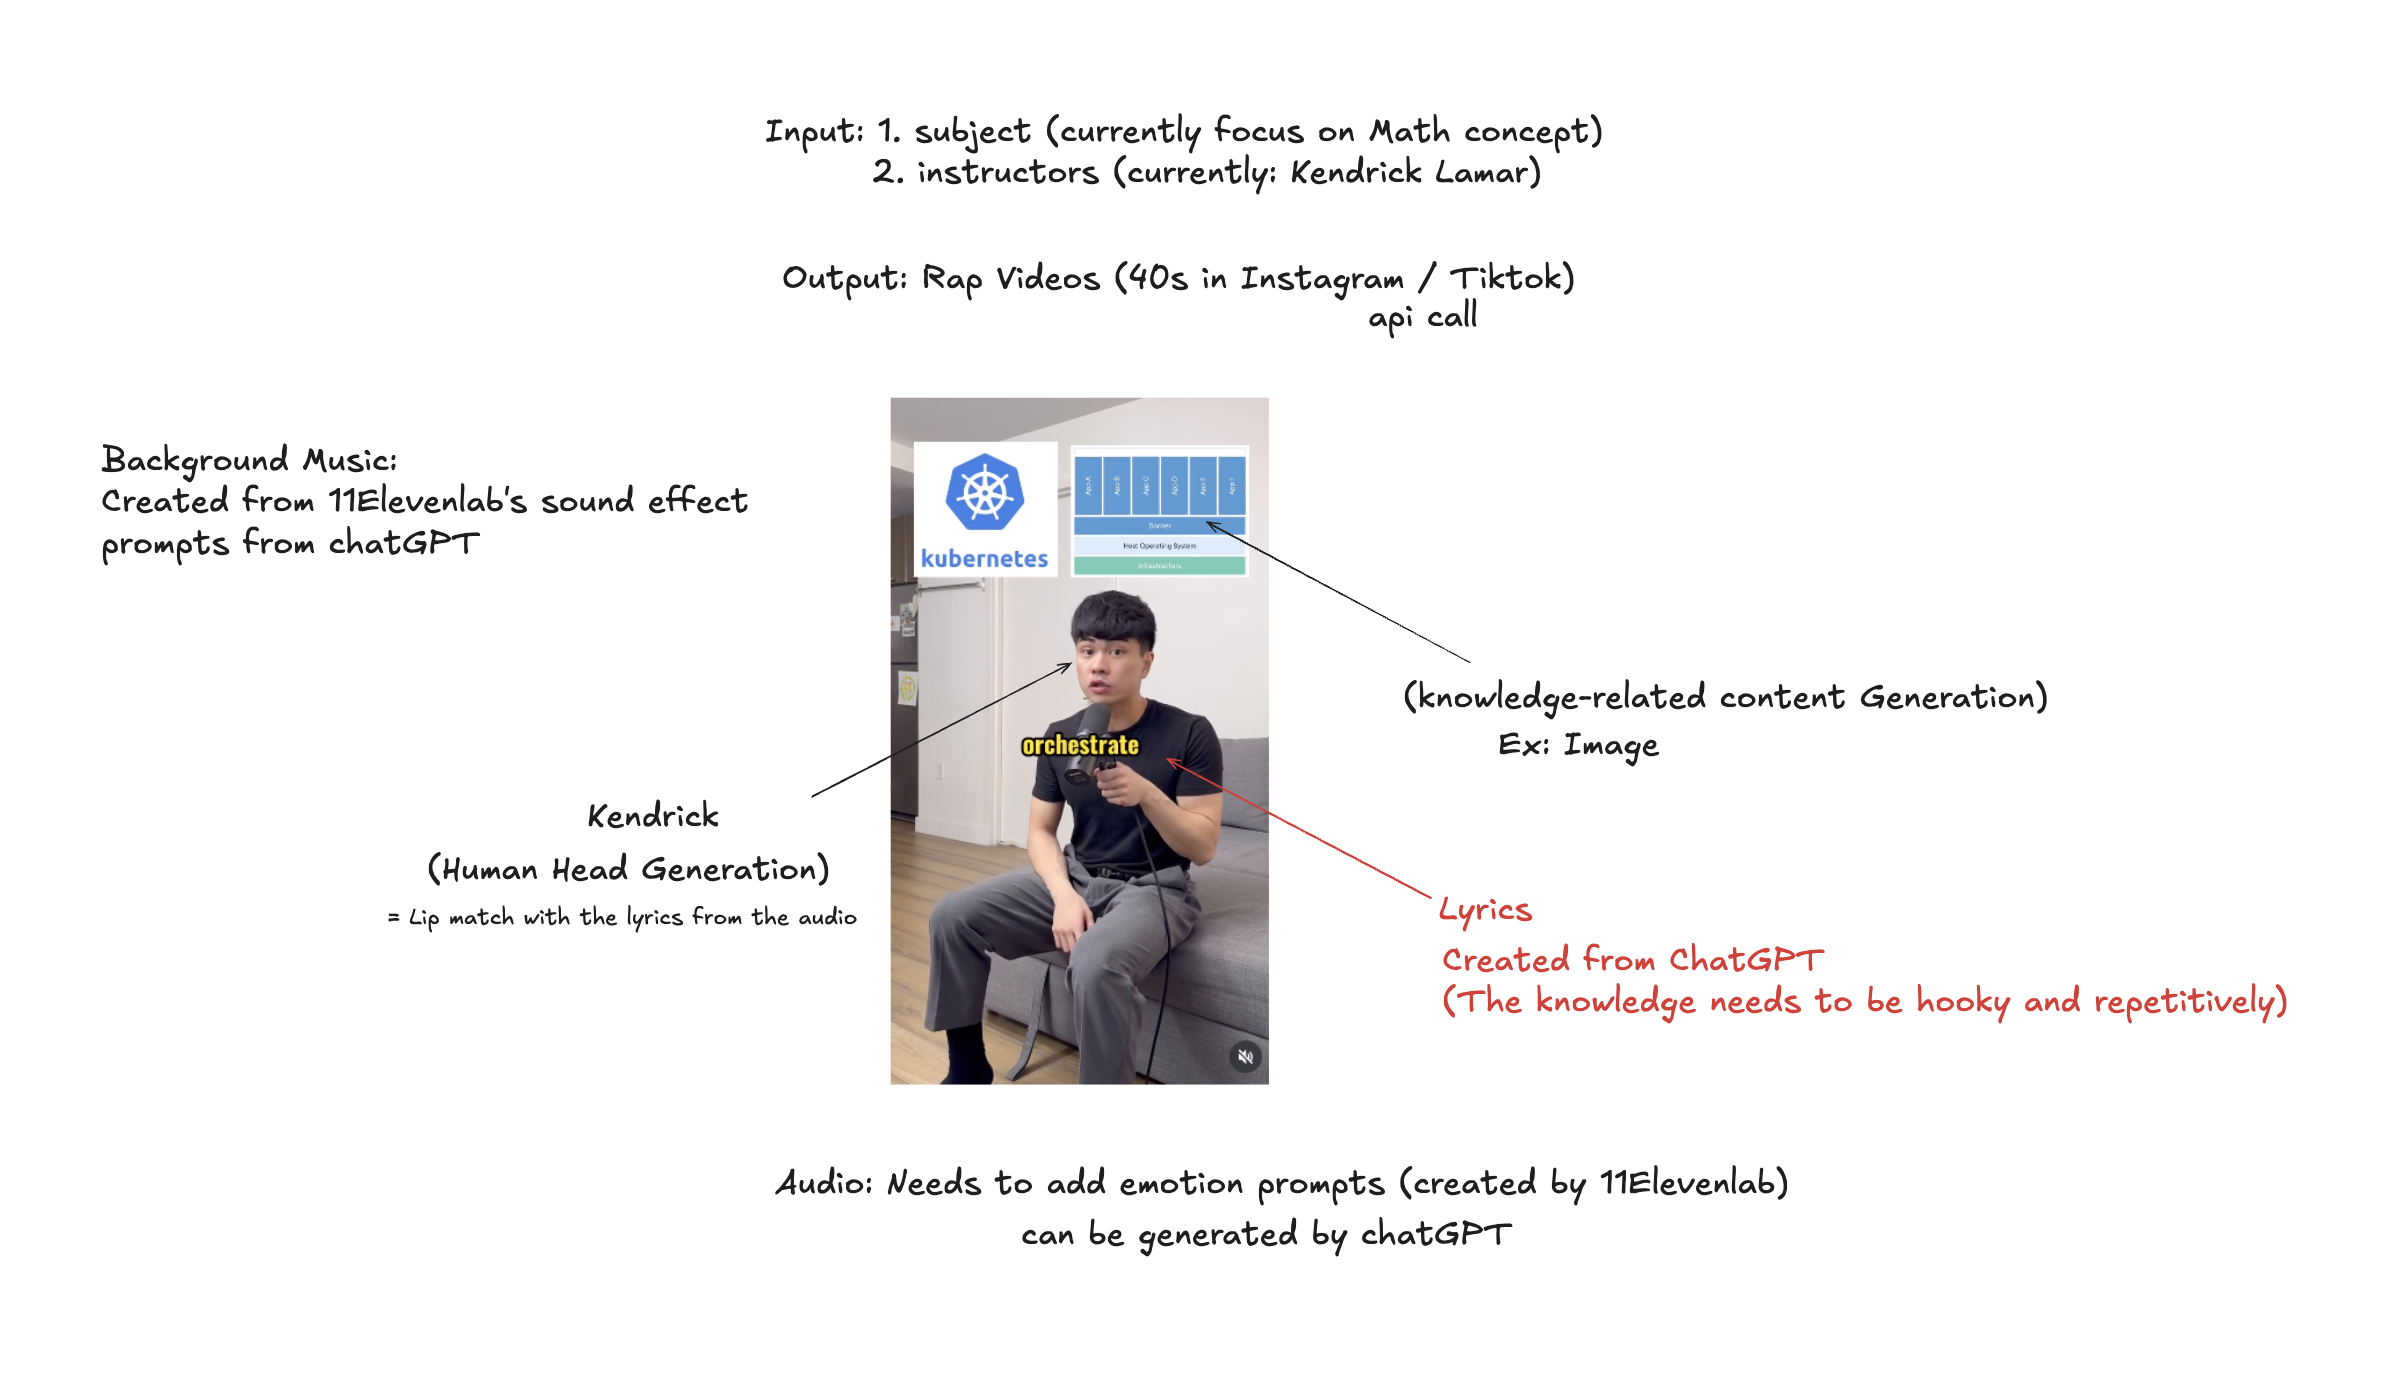 Input: 1. subject (currently focus on Math concept)
2. instructors (currently: Kendrick Lamar)
Output: Rap Videos (40s in Instagram / Tiktok)
api call
Background Music:
Created from 11Elevenlab's sound effect
prompts from chatGPT
kubernetes
App A
App B
App C
App D
App E
App F
Docker
Host Operating System
Infrastructure
(knowledge-related content Generation)
Ex: Image
orchestrate
Kendrick
(Human Head Generation)
= Lip match with the lyrics from the audio
Lyrics
Created from ChatGPT
(The knowledge needs to be hooky and repetitively)
Audio: Needs to add emotion prompts (created by 11Elevenlab)
can be generated by chatGPT